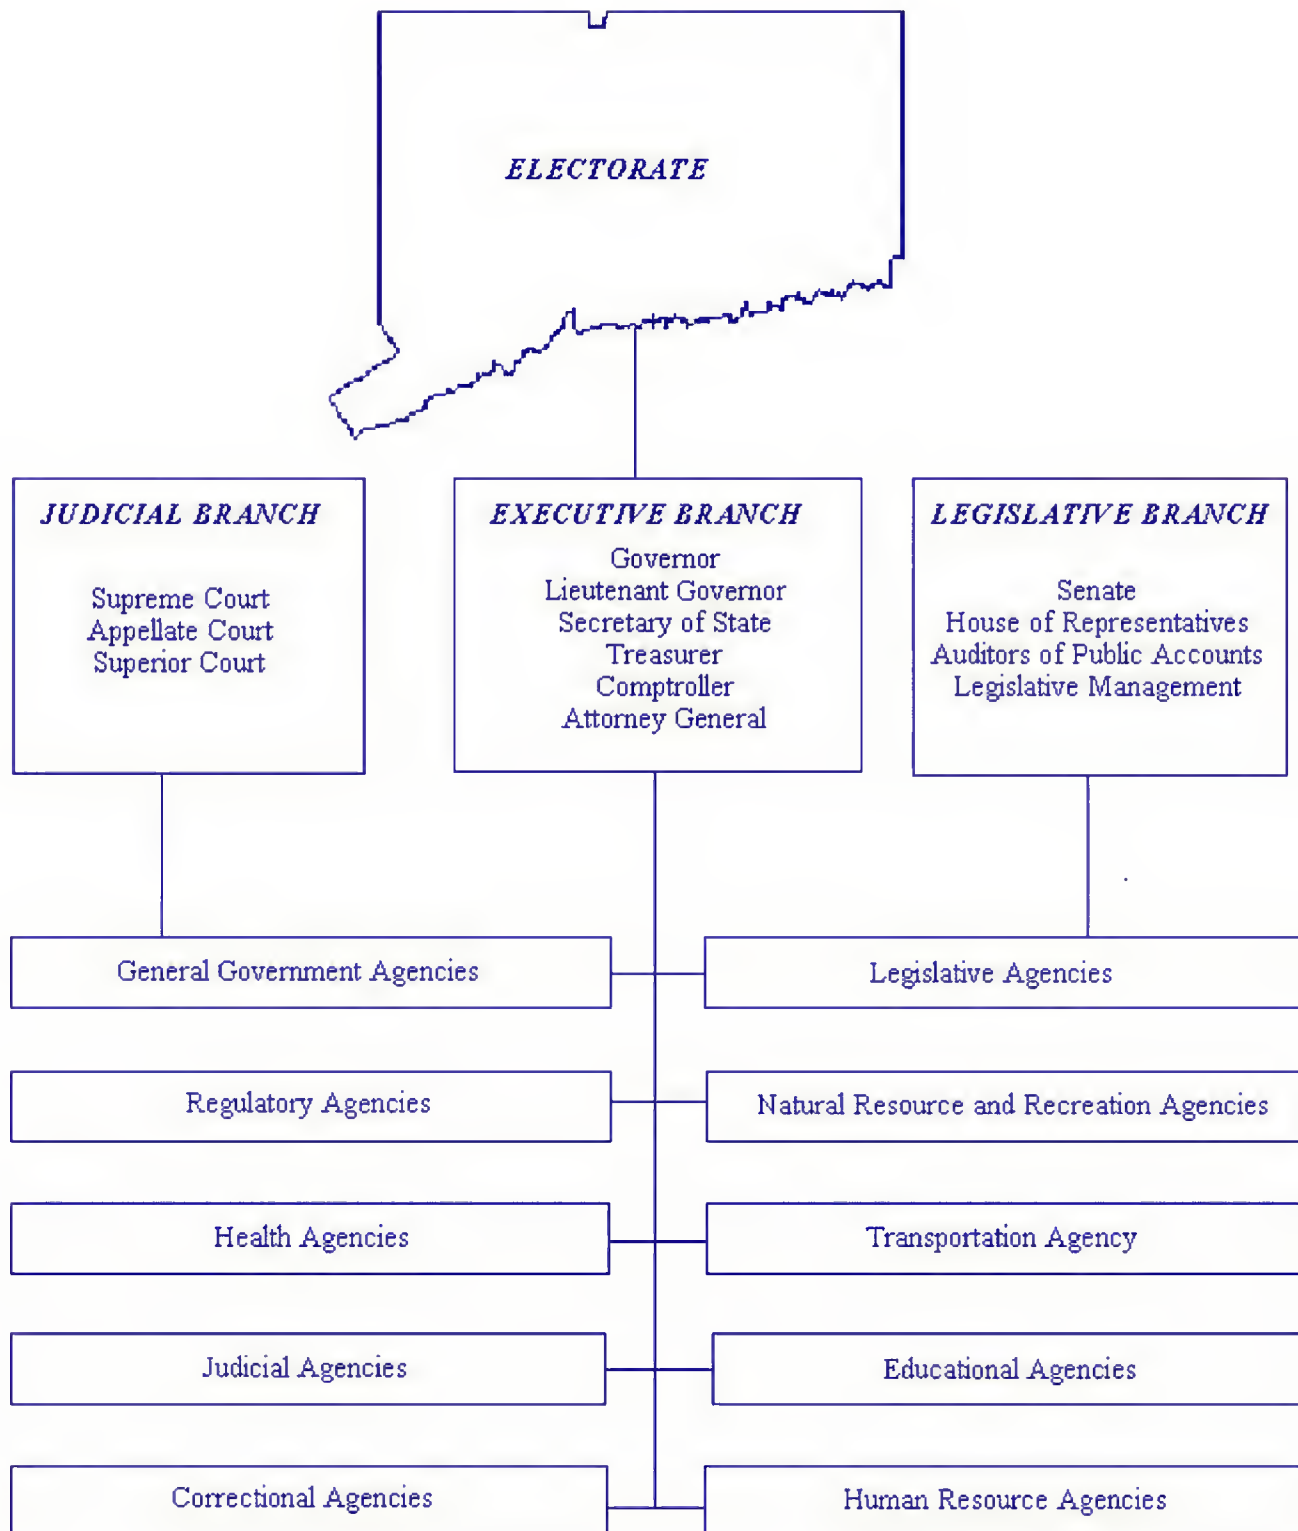 ELECTORATE
JUDICIAL BRANCH
Supreme Court
Appellate Court
Superior Court
EXECUTIVE BRANCH
Governor
Lieutenant Governor
Secretary of State
Treasurer
Comptroller
Attorney General
LEGISLATIVE BRANCH
Senate
House of Representatives
Auditors of Public Accounts
Legislative Management
General Government Agencies
Legislative Agencies
Regulatory Agencies
Natural Resource and Recreation Agencies
Health Agencies
Transportation Agency
Judicial Agencies
Educational Agencies
Correctional Agencies
Human Resource Agencies